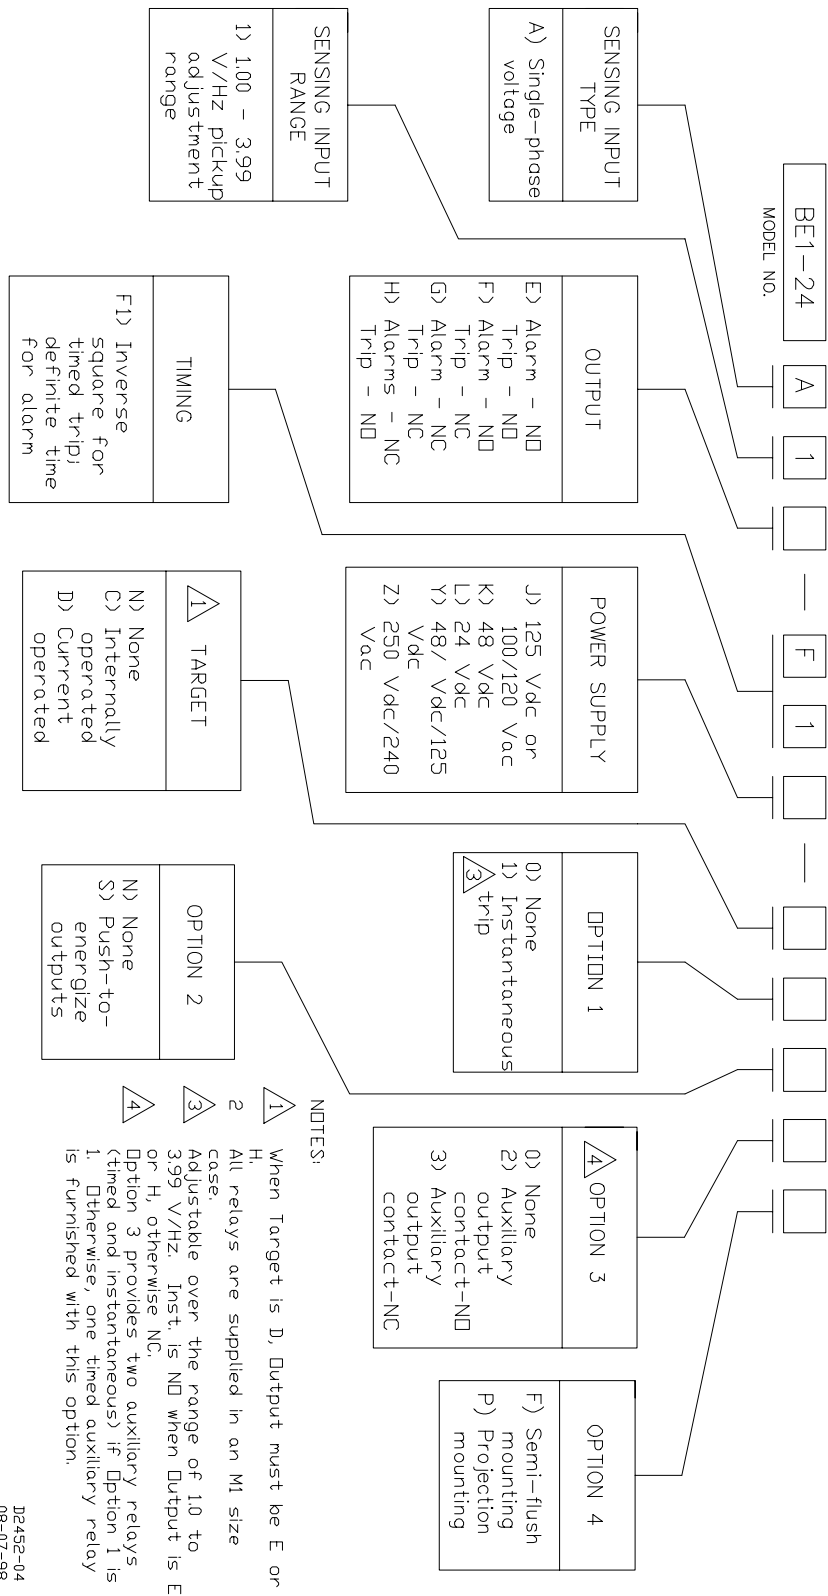 BE1-24
MODEL NO.
A
1
—
F
1
—
SENSING INPUT
TYPE
A) Single-phase
voltage
SENSING INPUT
RANGE
1) 1.00 - 3.99
V/Hz pickup
adjustment
range
OUTPUT
E) Alarm - NO
Trip - NO
F) Alarm - NO
Trip - NC
G) Alarm - NC
Trip - NC
H) Alarms - NC
Trip - NO
TIMING
F1) Inverse
square for
timed trip;
definite time
for alarm
POWER SUPPLY
J) 125 Vdc or
100/120 Vac
K) 48 Vdc
L) 24 Vdc
Y) 48/ Vdc/125
Vdc
Z) 250 Vdc/240
Vac
1 TARGET
N) None
C) Internally
operated
D) Current
operated
OPTION 1
0) None
1) Instantaneous
3 trip
OPTION 2
N) None
S) Push-to-
energize
outputs
4 OPTION 3
0) None
2) Auxiliary
output
contact-NO
3) Auxiliary
output
contact-NC
OPTION 4
F) Semi-flush
mounting
P) Projection
mounting
NOTES:
1 When Target is D, Output must be E or
H.
2 All relays are supplied in an M1 size
case.
3 Adjustable over the range of 1.0 to
3.99 V/Hz. Inst. is NO when Output is E
or H, otherwise NC.
4 Option 3 provides two auxiliary relays
(timed and instantaneous) if Option 1 is
1. Otherwise, one timed auxiliary relay
is furnished with this option.
D2452-04
08-07-98